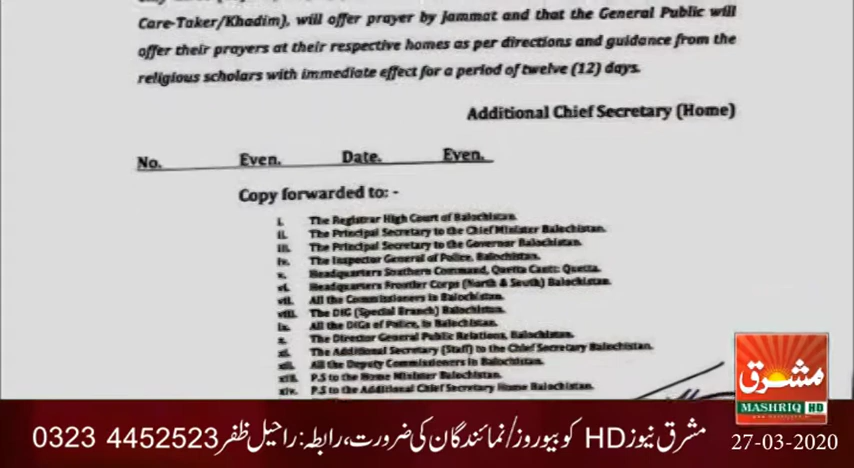 Care-Taker/Khadim), will offer prayer by Jammat and that the General Public will
offer their prayers at their respective homes as per directions and guidance from the
religious scholars with immediate effect for a period of twelve (12) days.
Additional Chief Secretary (Home)
No. Even. Date. Even.
Copy forwarded to: -
i. The Registrar High Court of Balochistan.
ii. The Principal Secretary to the Chief Minister Balochistan.
iii. The Principal Secretary to the Governor Balochistan.
iv. The Inspector General of Police, Balochistan.
v. Headquarters Southern Command, Quetta Cantt: Quetta.
vi. Headquarters Frontier Corps (North & South) Balochistan.
vii. All the Commissioners in Balochistan.
viii. The DIG (Special Branch) Balochistan.
ix. All the DIGs of Police, in Balochistan.
x. The Director General Public Relations, Balochistan.
xi. The Additional Secretary (Staff) to the Chief Secretary Balochistan.
xii. All the Deputy Commissioners in Balochistan.
xiii. P.S to the Home Minister Balochistan.
xiv. P.S to the Additional Chief Secretary Home Balochistan.
مشرق
MASHRIQ HD
مشرق نیوز HD کو بیوروز/نمائندگان کی ضرورت، رابطہ: راحیل ظفر 0323 4452523
27-03-2020